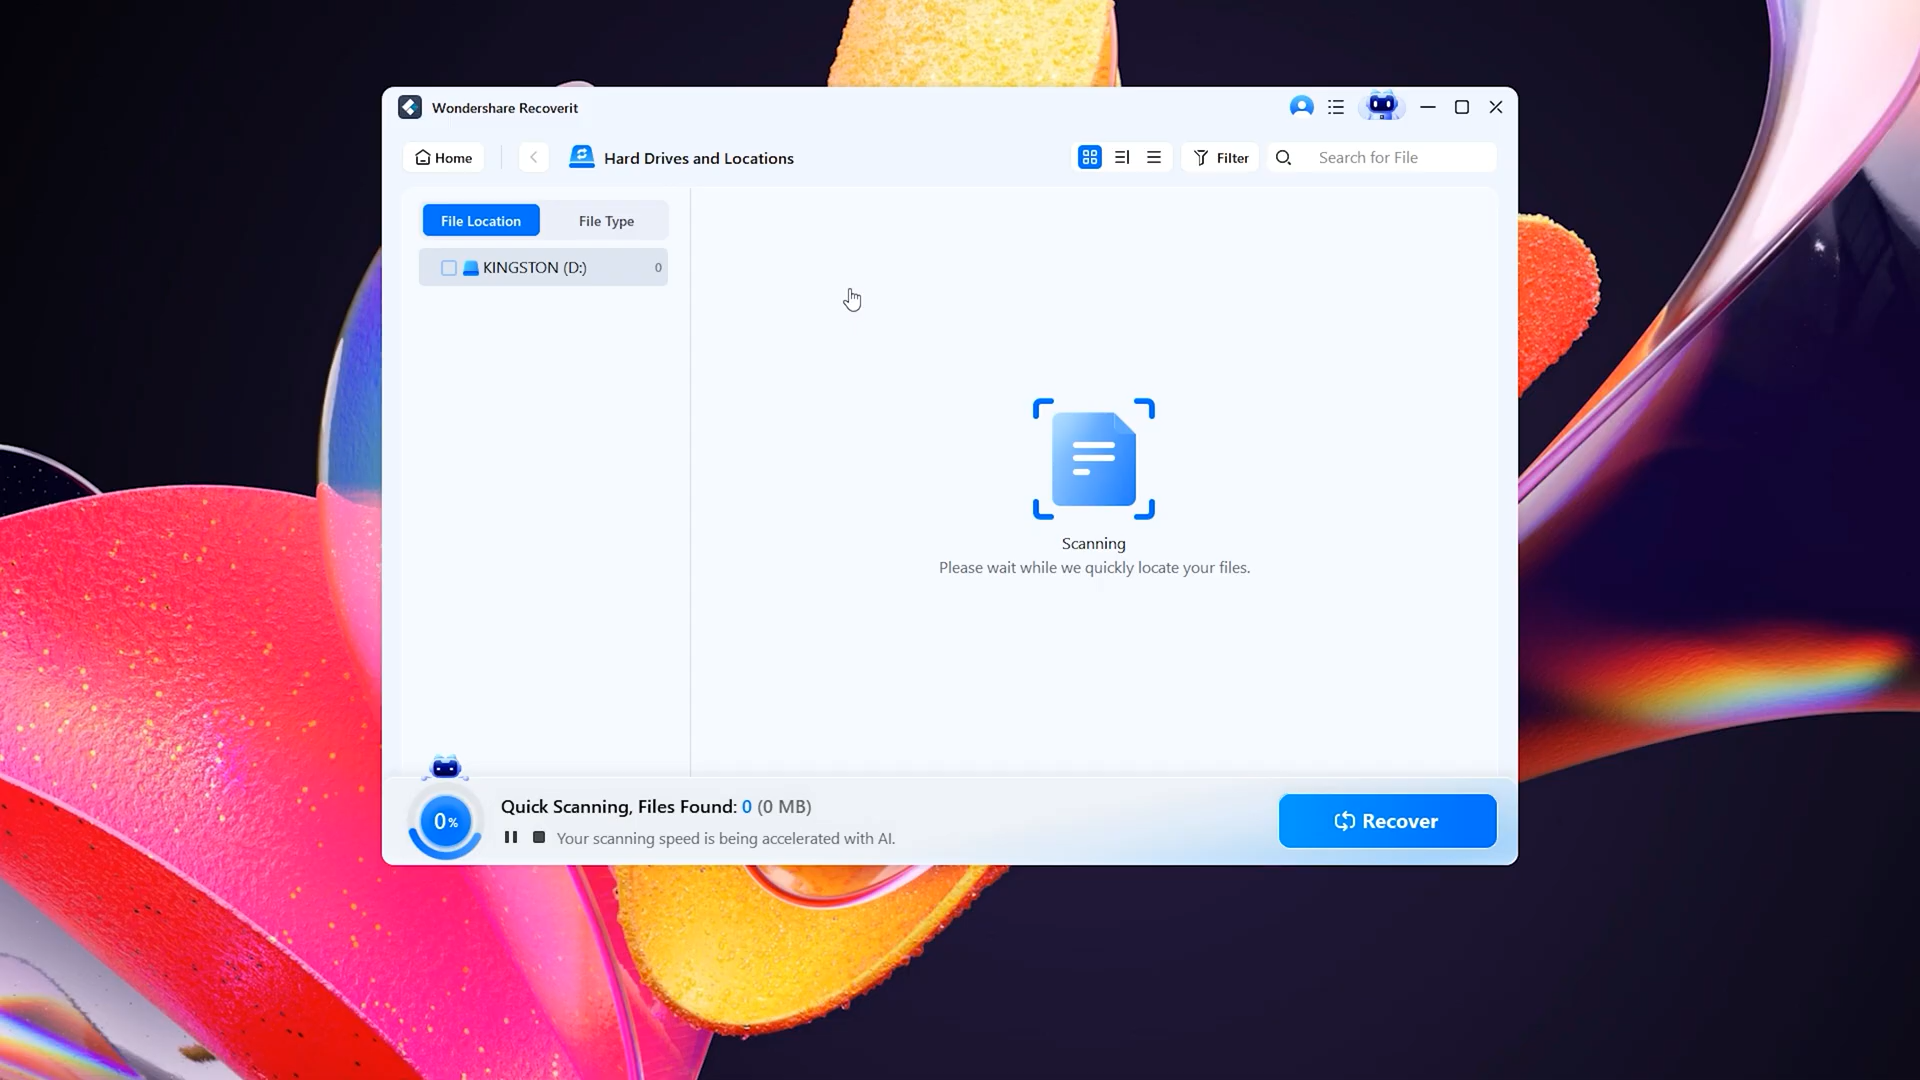 Wondershare Recoverit
Home
Hard Drives and Locations
Filter
Search for File
File Location
File Type
KINGSTON (D:)
0
Scanning
Please wait while we quickly locate your files.
0%
Quick Scanning, Files Found: 0 (0 MB)
Your scanning speed is being accelerated with AI.
Recover